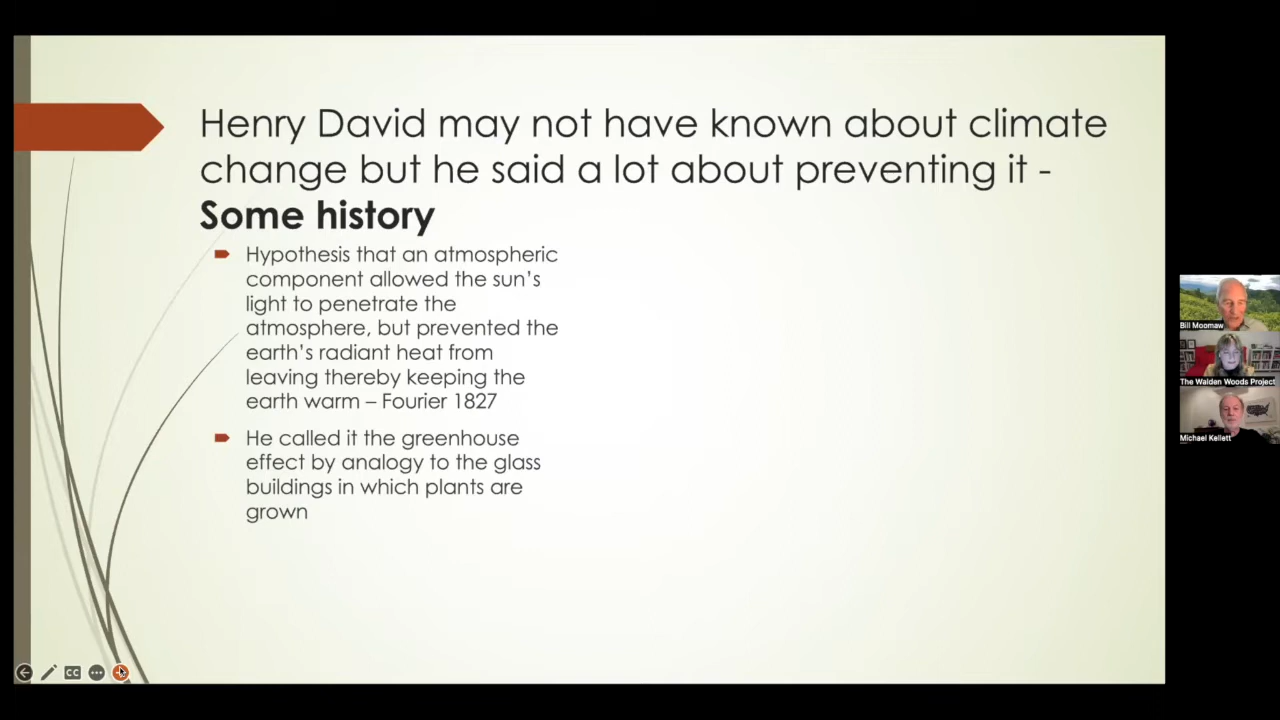 Henry David may not have known about climate
change but he said a lot about preventing it -
Some history
Hypothesis that an atmospheric
component allowed the sun’s
light to penetrate the
atmosphere, but prevented the
earth’s radiant heat from
leaving thereby keeping the
earth warm – Fourier 1827
He called it the greenhouse
effect by analogy to the glass
buildings in which plants are
grown
Bill Moomaw
The Walden Woods Project
Michael Kellett
CC